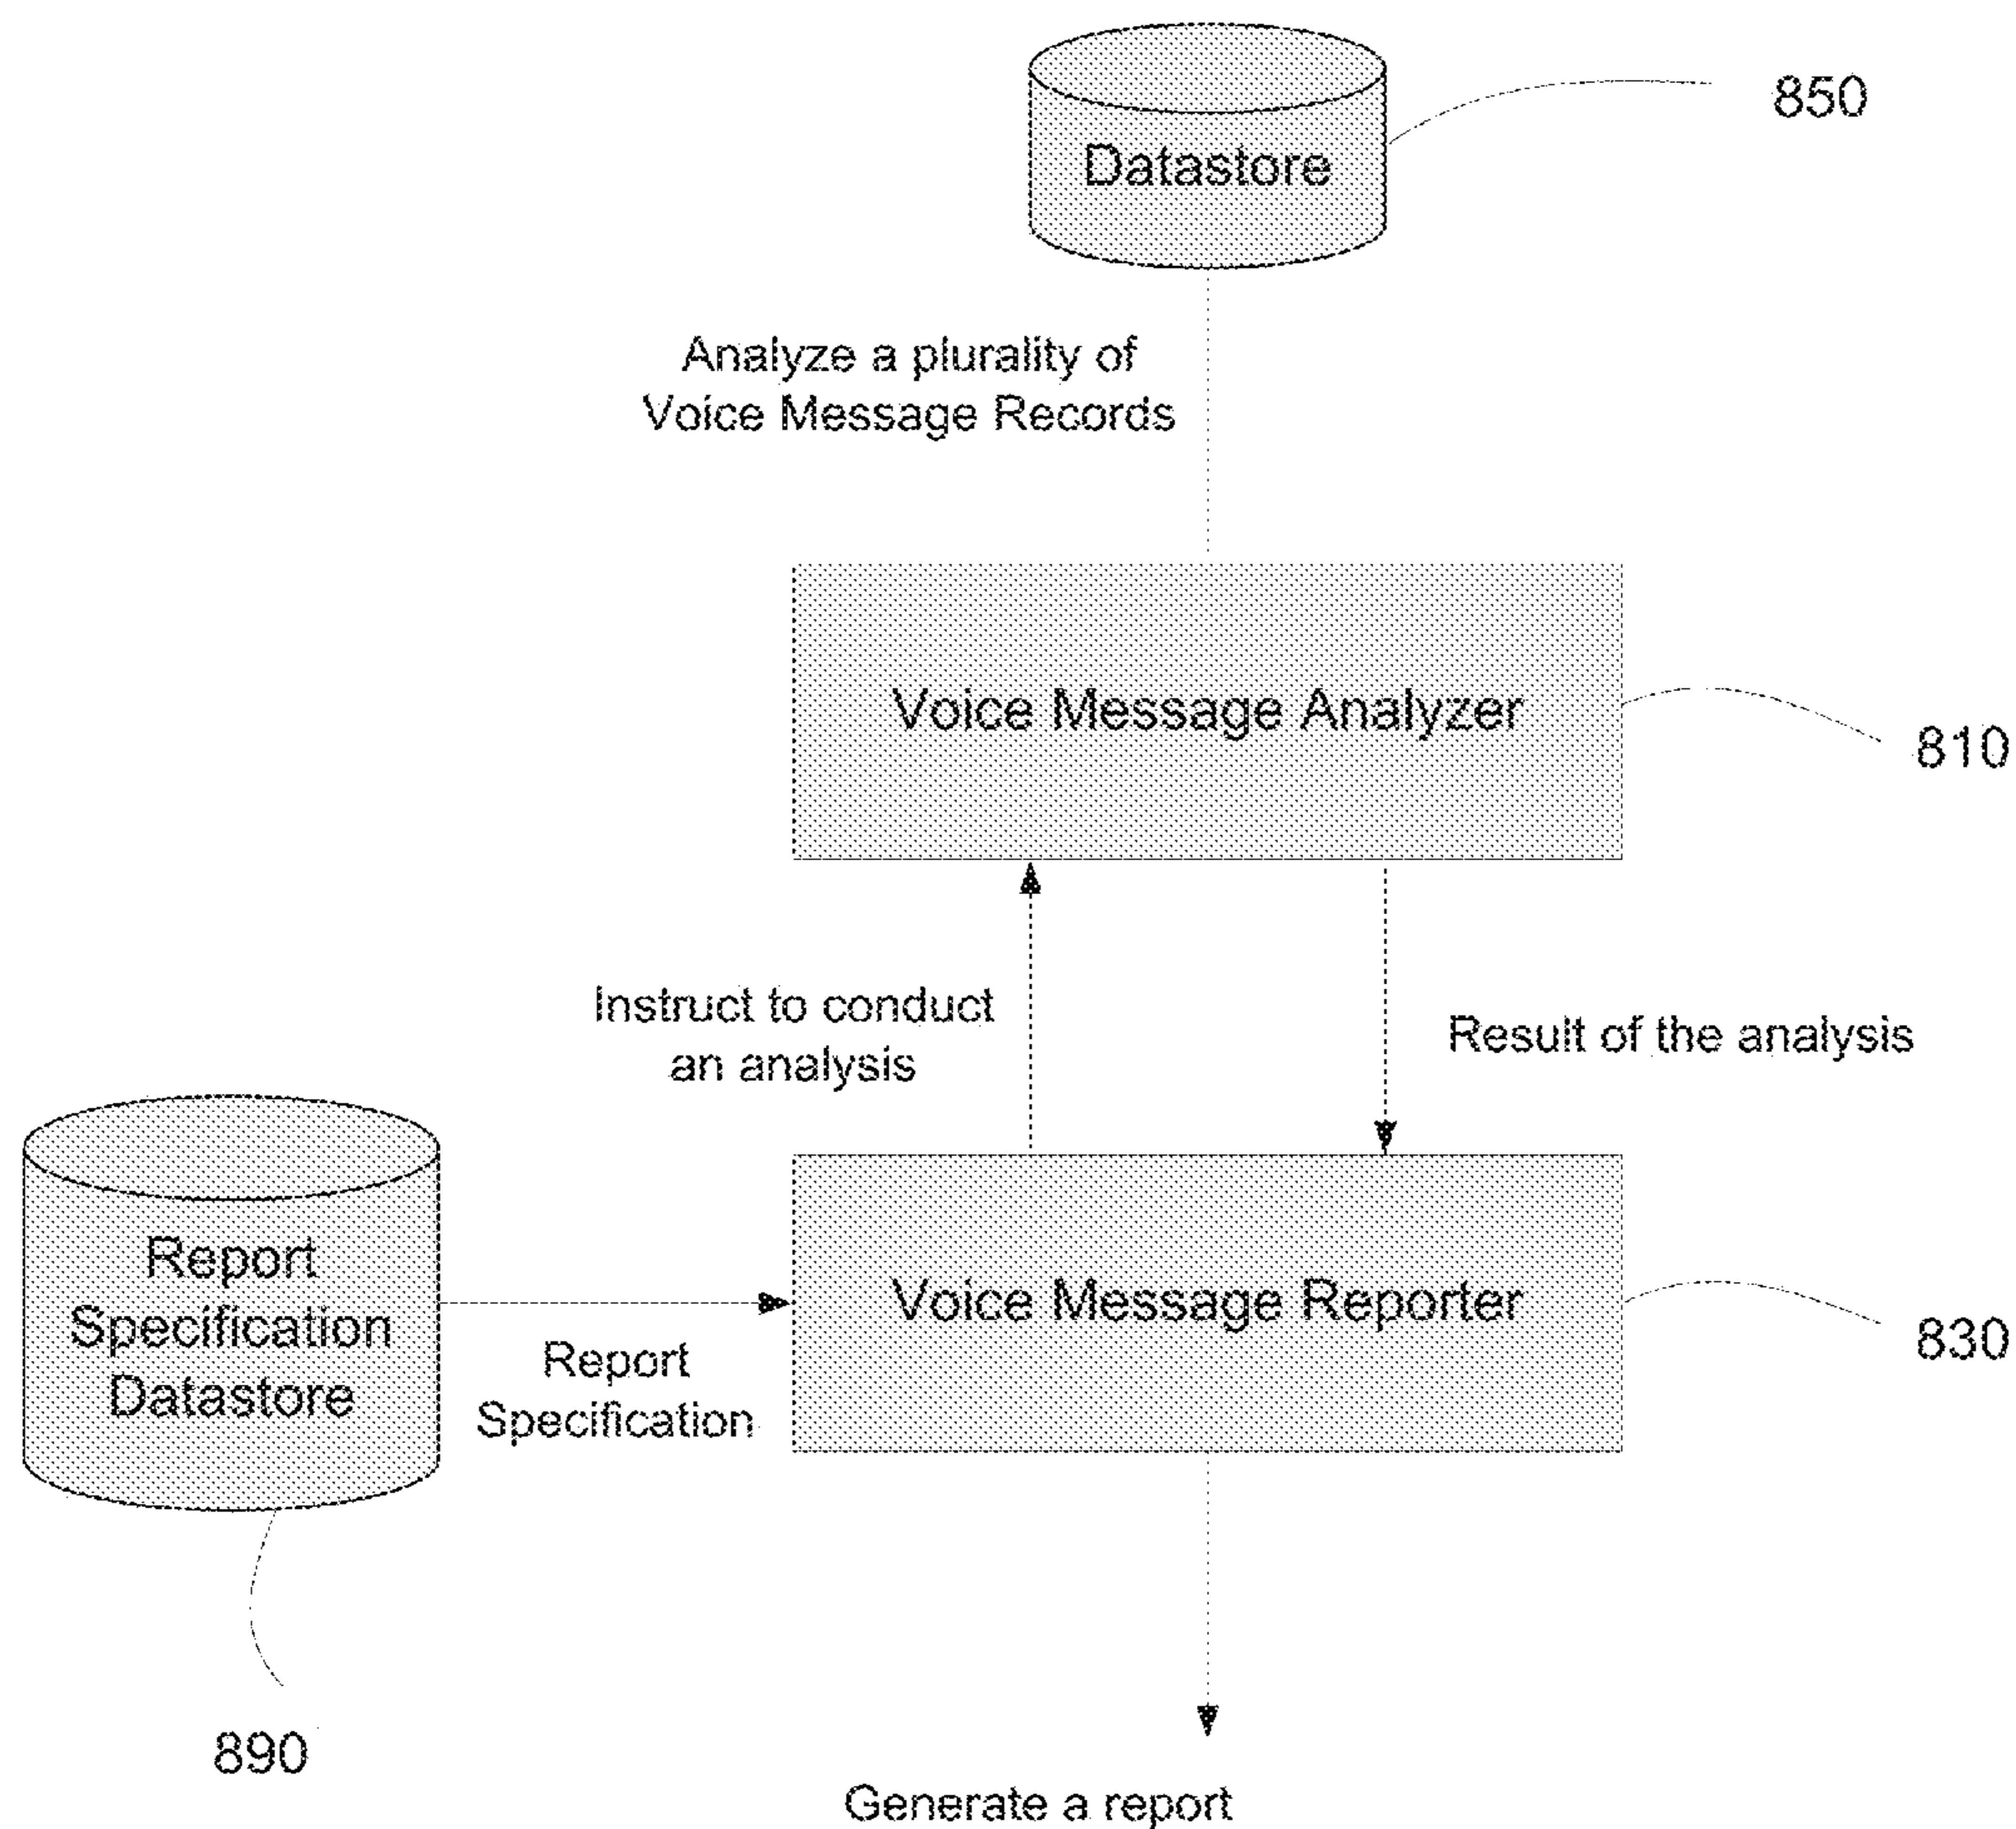 850
Datastore
Analyze a plurality of
Voice Message Records
Voice Message Analyzer
810
Instruct to conduct
an analysis
Result of the analysis
Report
Specification
Datastore
Voice Message Reporter
830
Report
Specification
890
Generate a report